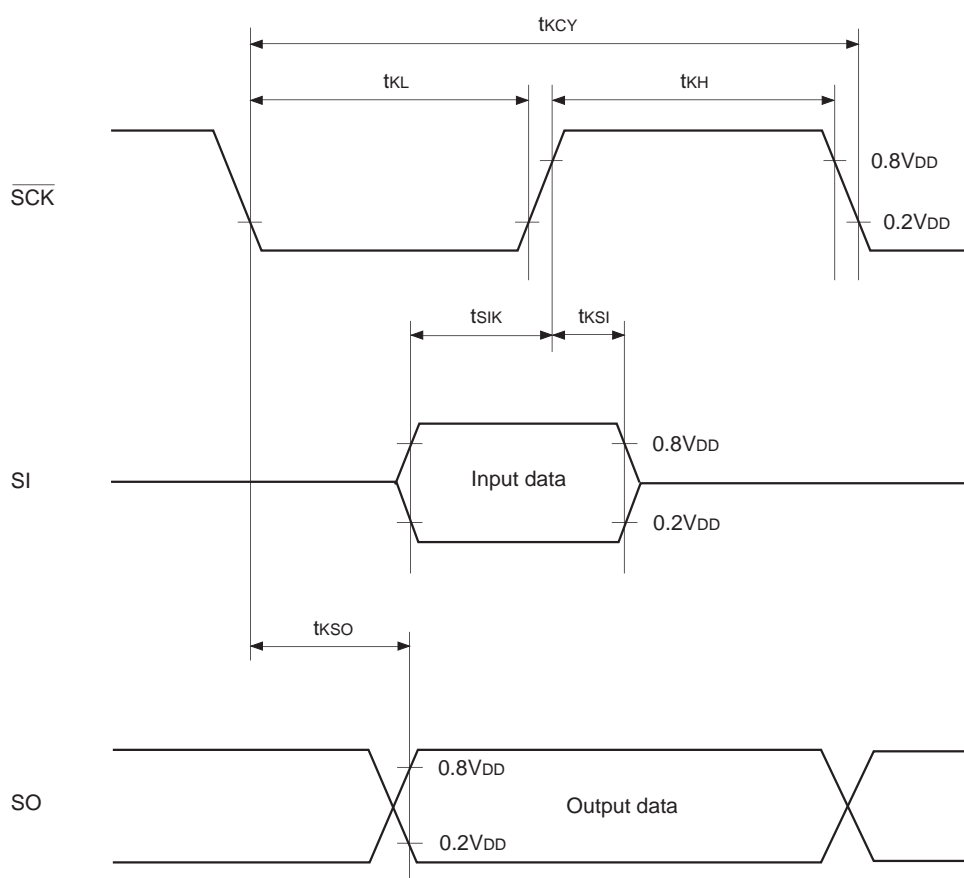 tKCY
tKL
tKH
0.8VDD
SCK
0.2VDD
tSIK
tKSI
0.8VDD
SI
Input data
0.2VDD
tKSO
0.8VDD
SO
Output data
0.2VDD